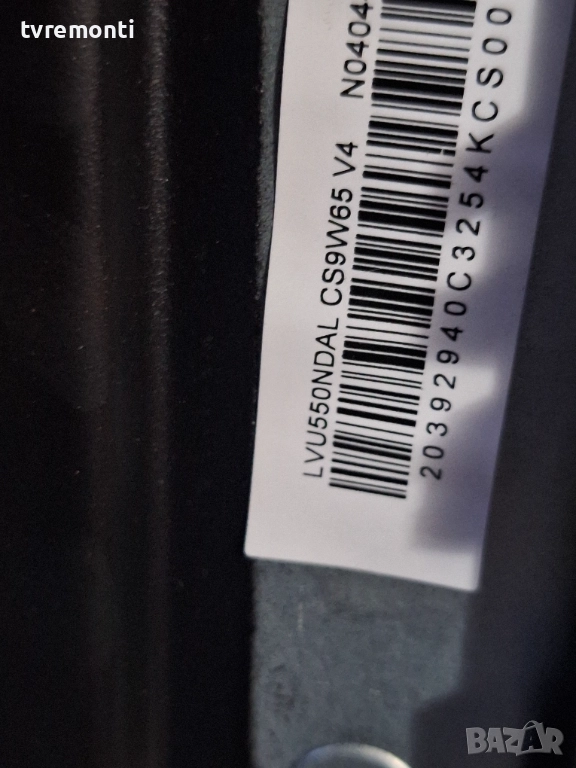 tvremonti
LVU550NDAL CS9W65 V4 N0404
20392940C3254KCS00
BAZAR